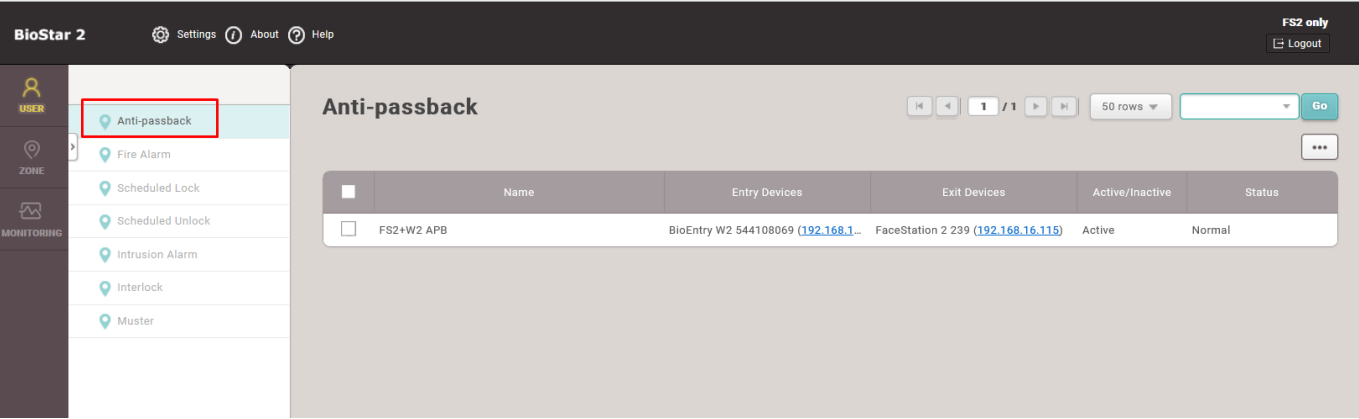 BioStar 2
Settings
About
Help
FS2 only
Logout
USER
ZONE
MONITORING
Anti-passback
Fire Alarm
Scheduled Lock
Scheduled Unlock
Intrusion Alarm
Interlock
Muster
Anti-passback
1 / 1
50 rows
Go
Name Entry Devices Exit Devices Active/Inactive Status
FS2+W2 APB BioEntry W2 544108069 (192.168.1... FaceStation 2 239 (192.168.16.115) Active Normal